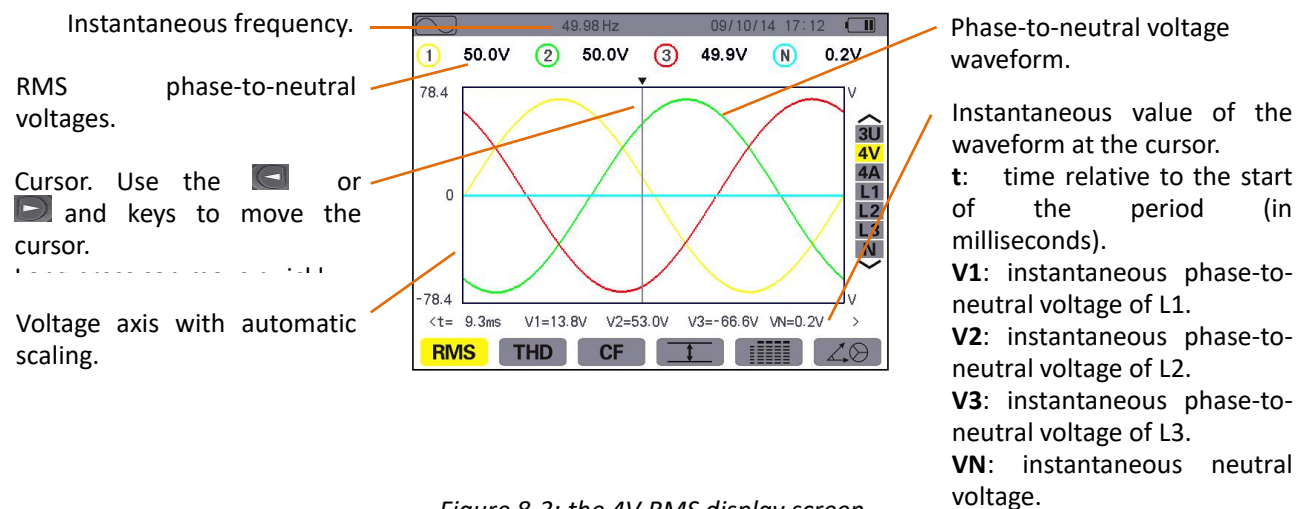 Instantaneous frequency.
RMS phase-to-neutral
voltages.
Cursor. Use the or
and keys to move the
cursor.
Voltage axis with automatic
scaling.
49.98 Hz 09/10/14 17:12
1 50.0V 2 50.0V 3 49.9V N 0.2V
78.4 V
0
-78.4 V
3U
4V
4A
L1
L2
L3
N
<t= 9.3ms V1=13.8V V2=53.0V V3=-66.6V VN=0.2V >
RMS THD CF
Phase-to-neutral voltage
waveform.
Instantaneous value of the
waveform at the cursor.
t: time relative to the start
of the period (in
milliseconds).
V1: instantaneous phase-to-
neutral voltage of L1.
V2: instantaneous phase-to-
neutral voltage of L2.
V3: instantaneous phase-to-
neutral voltage of L3.
VN: instantaneous neutral
voltage.
the 4V RMS display screen